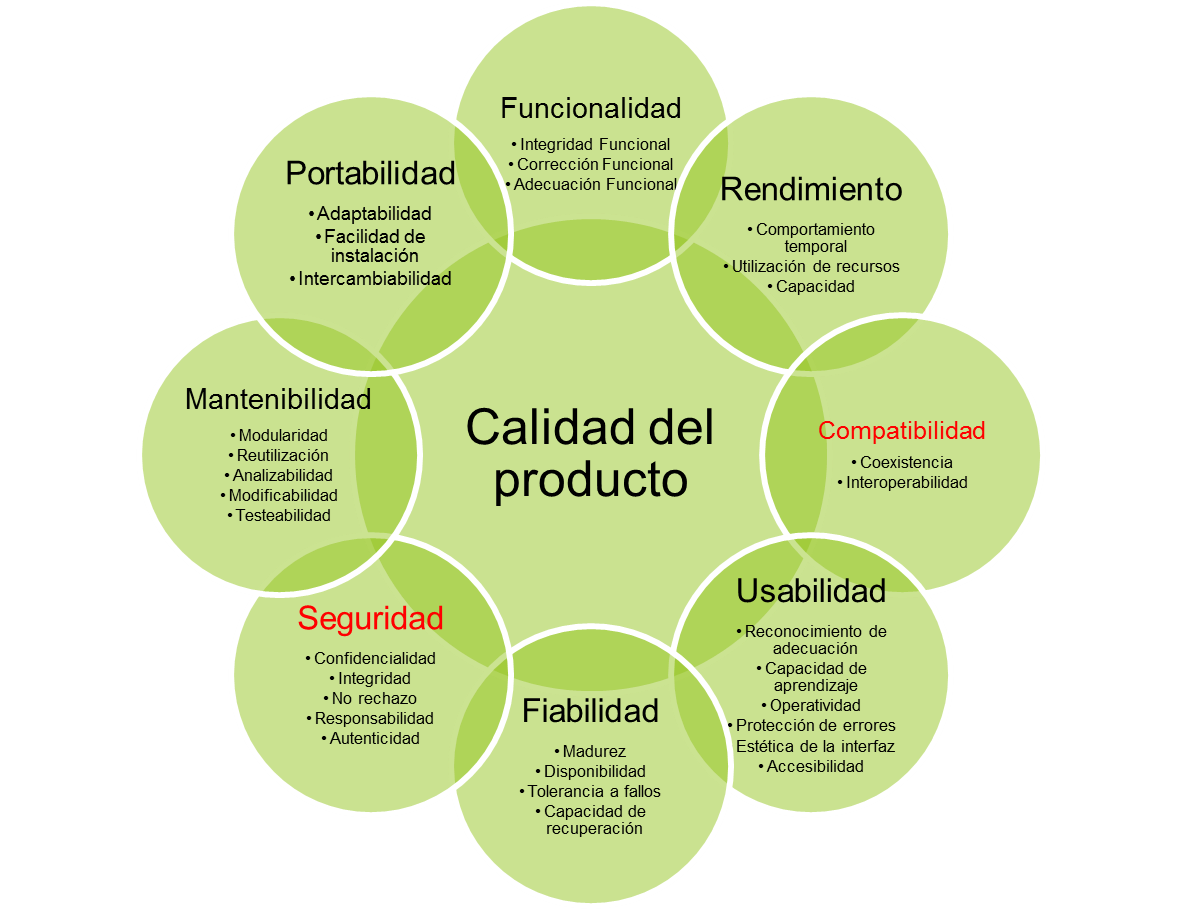 Funcionalidad
• Integridad Funcional
• Corrección Funcional
• Adecuación Funcional
Rendimiento
• Comportamiento
temporal
• Utilización de recursos
• Capacidad
Compatibilidad
• Coexistencia
• Interoperabilidad
Usabilidad
• Reconocimiento de
adecuación
• Capacidad de
aprendizaje
• Operatividad
• Protección de errores
Estética de la interfaz
• Accesibilidad
Fiabilidad
• Madurez
• Disponibilidad
• Tolerancia a fallos
• Capacidad de
recuperación
Seguridad
• Confidencialidad
• Integridad
• No rechazo
• Responsabilidad
• Autenticidad
Mantenibilidad
• Modularidad
• Reutilización
• Analizabilidad
• Modificabilidad
• Testeabilidad
Portabilidad
• Adaptabilidad
• Facilidad de
instalación
• Intercambiabilidad
Calidad del
producto